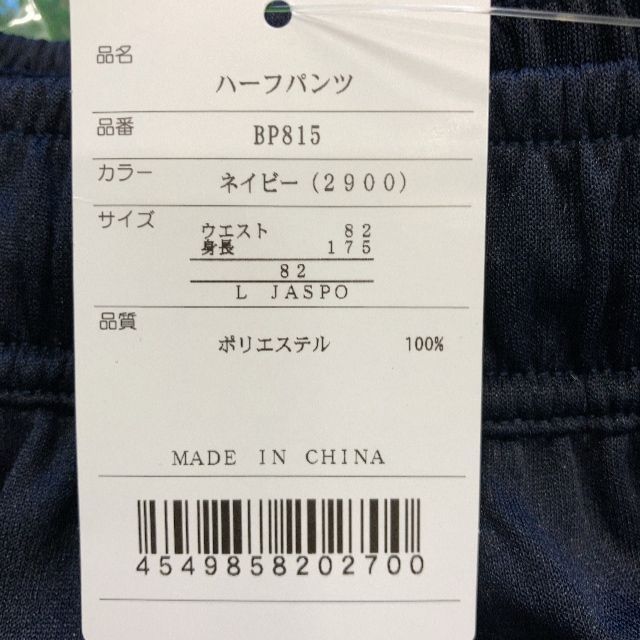 品名
ハーフパンツ
品番
BP815
カラー
ネイビー(2900)
サイズ
ウエスト 82
身長 175
82
L JASPO
品質
ポリエステル 100%
MADE IN CHINA
4549858202700